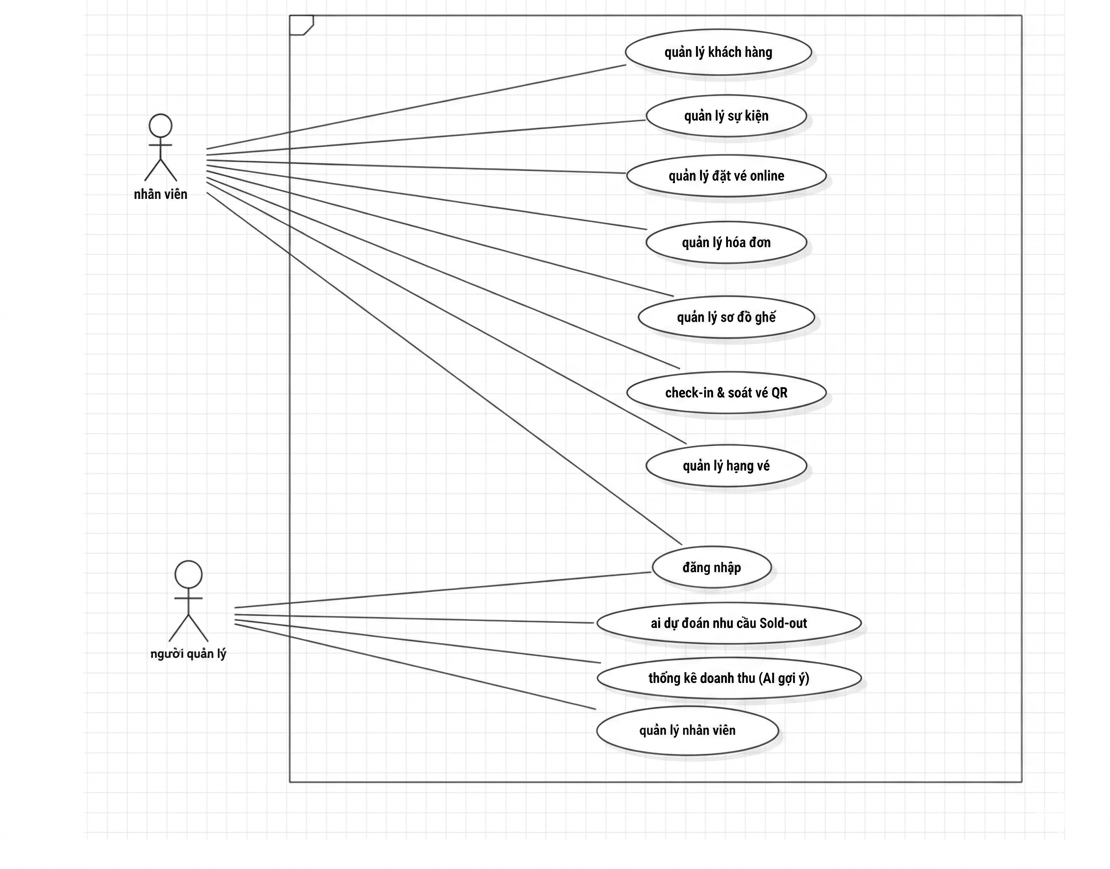 quản lý khách hàng
quản lý sự kiện
nhân viên
quản lý đặt vé online
quản lý hóa đơn
quản lý sơ đồ ghế
check-in & soát vé QR
quản lý hạng vé
đăng nhập
ai dự đoán nhu cầu Sold-out
người quản lý
thống kê doanh thu (AI gợi ý)
quản lý nhân viên